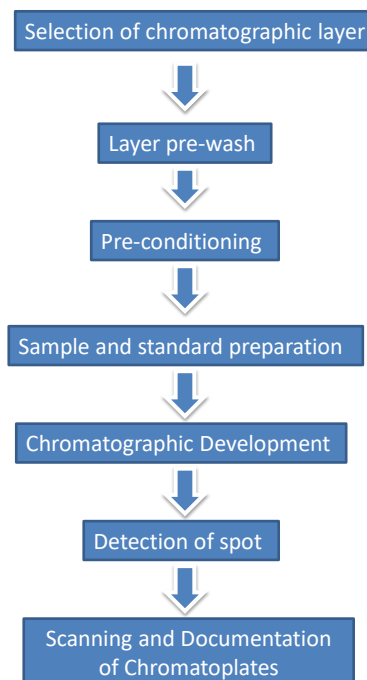 Selection of chromatographic layer
Layer pre-wash
Pre-conditioning
Sample and standard preparation
Chromatographic Development
Detection of spot
Scanning and Documentation
of Chromatoplates